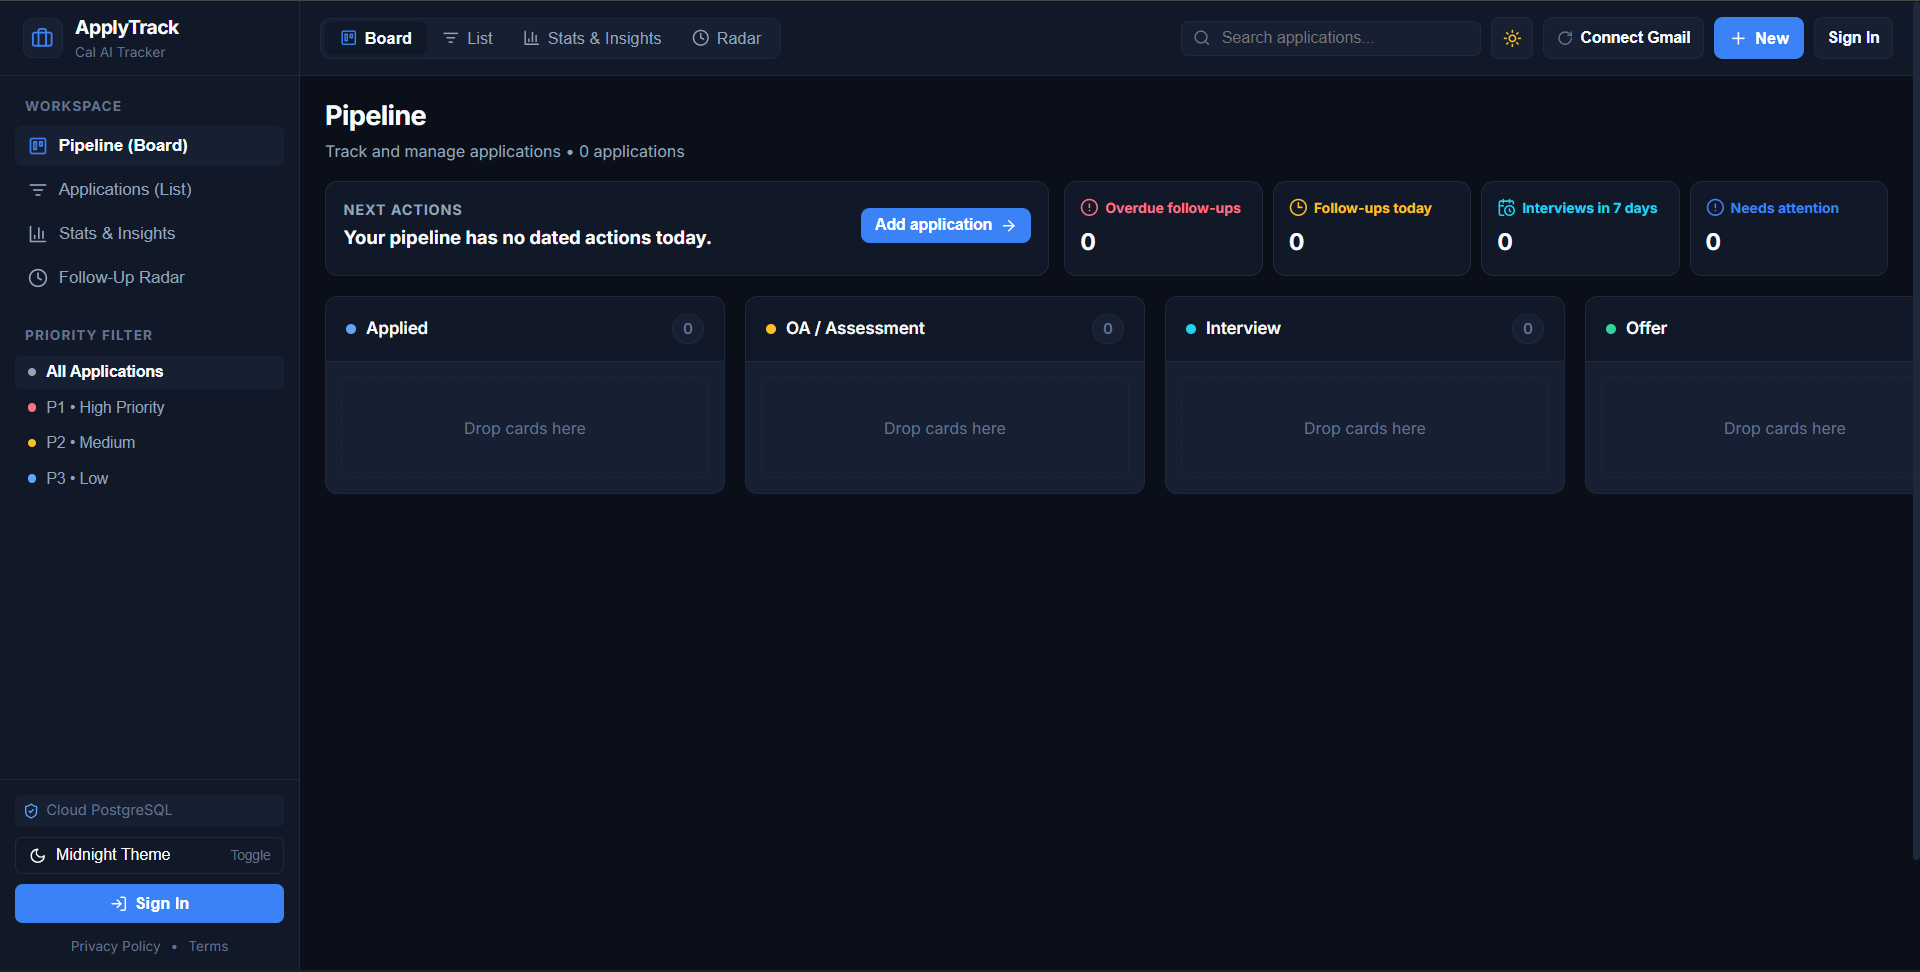 ApplyTrack
Cal AI Tracker
Board
List
Stats & Insights
Radar
Search applications...
Connect Gmail
New
Sign In
WORKSPACE
Pipeline (Board)
Applications (List)
Stats & Insights
Follow-Up Radar
PRIORITY FILTER
All Applications
P1 • High Priority
P2 • Medium
P3 • Low
Cloud PostgreSQL
Midnight Theme
Toggle
Sign In
Privacy Policy • Terms
Pipeline
Track and manage applications • 0 applications
NEXT ACTIONS
Your pipeline has no dated actions today.
Add application
Overdue follow-ups
0
Follow-ups today
0
Interviews in 7 days
0
Needs attention
0
Applied
0
Drop cards here
OA / Assessment
0
Drop cards here
Interview
0
Drop cards here
Offer
Drop cards here